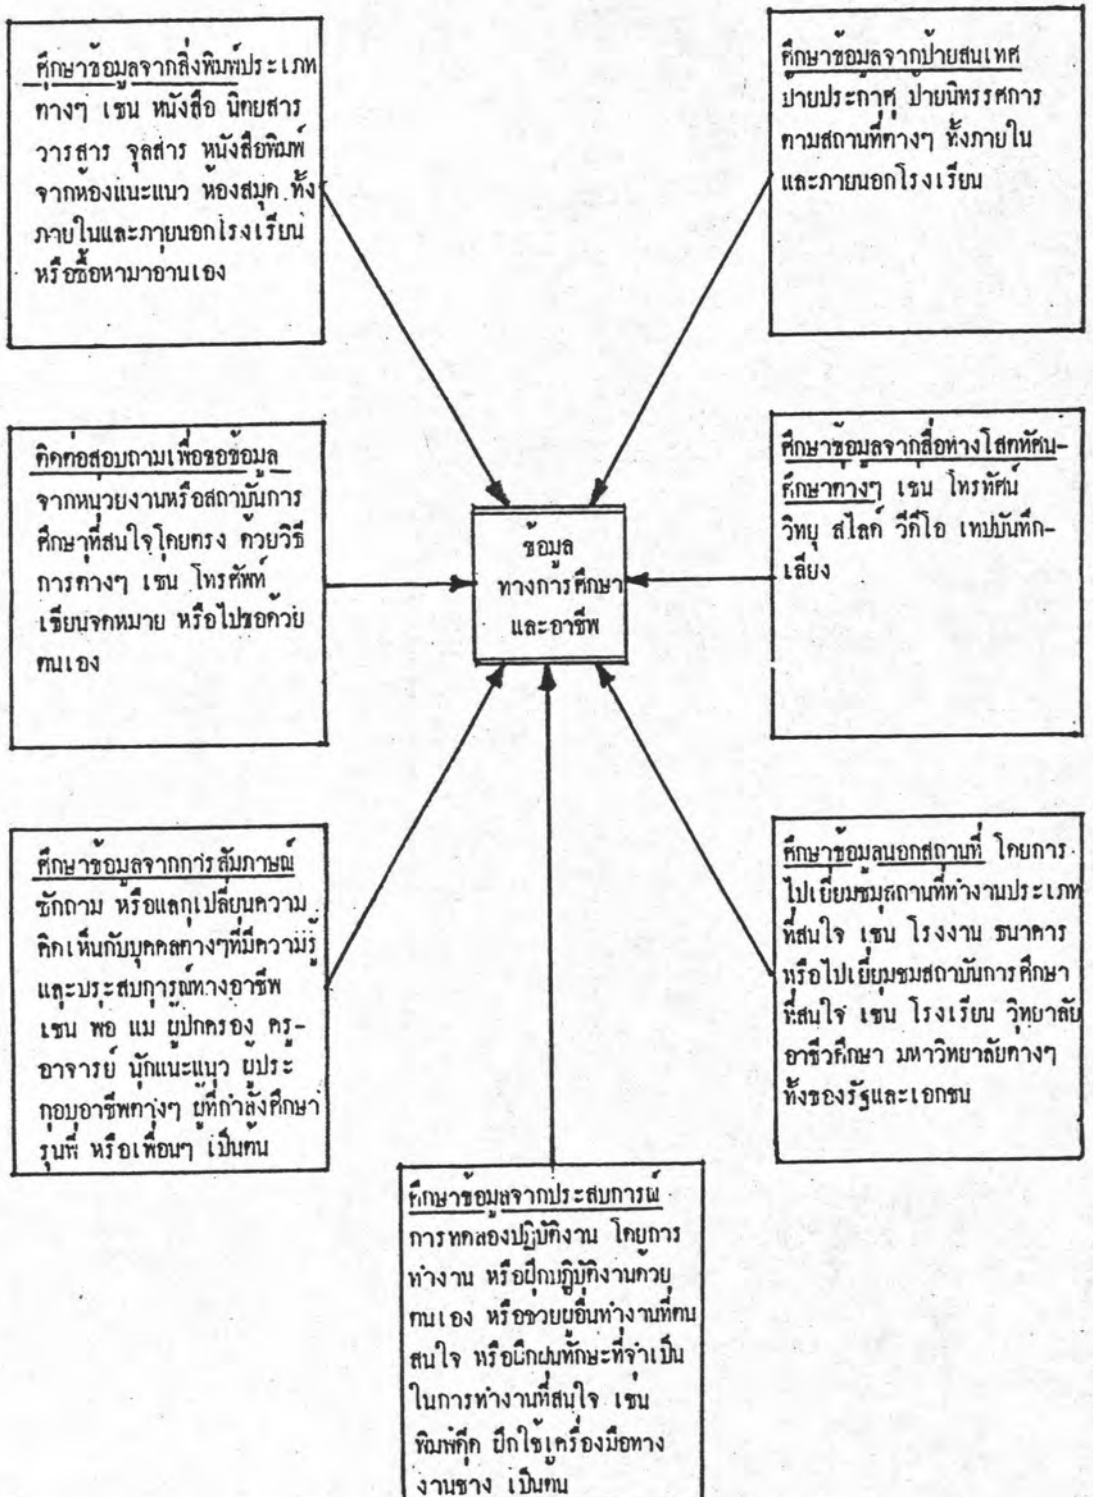 ศึกษาข้อมูลจากสิ่งพิมพ์ประเภท
ต่างๆ เช่น หนังสือ นิตยสาร
วารสาร จุลสาร หนังสือพิมพ์
จากห้องแนะแนว ห้องสมุด ทั้ง
ภายในและภายนอกโรงเรียน
หรือซื้อหามาอ่านเอง
ศึกษาข้อมูลจากป้ายสนเทศ
ป้ายประกาศ ป้ายนิทรรศการ
ตามสถานที่ต่างๆ ทั้งภายใน
และภายนอกโรงเรียน
ติดต่อสอบถามเพื่อขอข้อมูล
จากหน่วยงานหรือสถาบันการ
ศึกษาที่สนใจโดยตรง ด้วยวิธี
การต่างๆ เช่น โทรศัพท์
เขียนจดหมาย หรือไปขอด้วย
ตนเอง
ข้อมูล
ทางการศึกษา
และอาชีพ
ศึกษาข้อมูลจากสื่อทางโสตทัศน-
ศึกษาต่างๆ เช่น โทรทัศน์
วิทยุ สไลด์ วีดีโอ เทปบันทึก-
เสียง
ศึกษาข้อมูลจากการสัมภาษณ์
ซักถาม หรือแลกเปลี่ยนความ
คิดเห็นกับบุคคลต่างๆที่มีความรู้
และประสบการณ์ทางอาชีพ
เช่น พ่อ แม่ ผู้ปกครอง ครู-
อาจารย์ นักแนะแนว ผู้ประ
กอบอาชีพต่างๆ ผู้ที่กำลังศึกษา
รุ่นพี่ หรือเพื่อนๆ เป็นต้น
ศึกษาข้อมูลนอกสถานที่ โดยการ
ไปเยี่ยมชมสถานที่ทำงานประเภท
ที่สนใจ เช่น โรงงาน ธนาคาร
หรือไปเยี่ยมชมสถาบันการศึกษา
ที่สนใจ เช่น โรงเรียน วิทยาลัย
อาชีวศึกษา มหาวิทยาลัยต่างๆ
ทั้งของรัฐและเอกชน
ศึกษาข้อมูลจากประสบการณ์
การทดลองปฏิบัติงาน โดยการ
ทำงาน หรือฝึกปฏิบัติงานด้วย
ตนเอง หรือช่วยผู้อื่นทำงานที่ตน
สนใจ หรือฝึกฝนทักษะที่จำเป็น
ในการทำงานที่สนใจ เช่น
พิมพ์ดีด ฝึกใช้เครื่องมือทาง
งานช่าง เป็นต้น